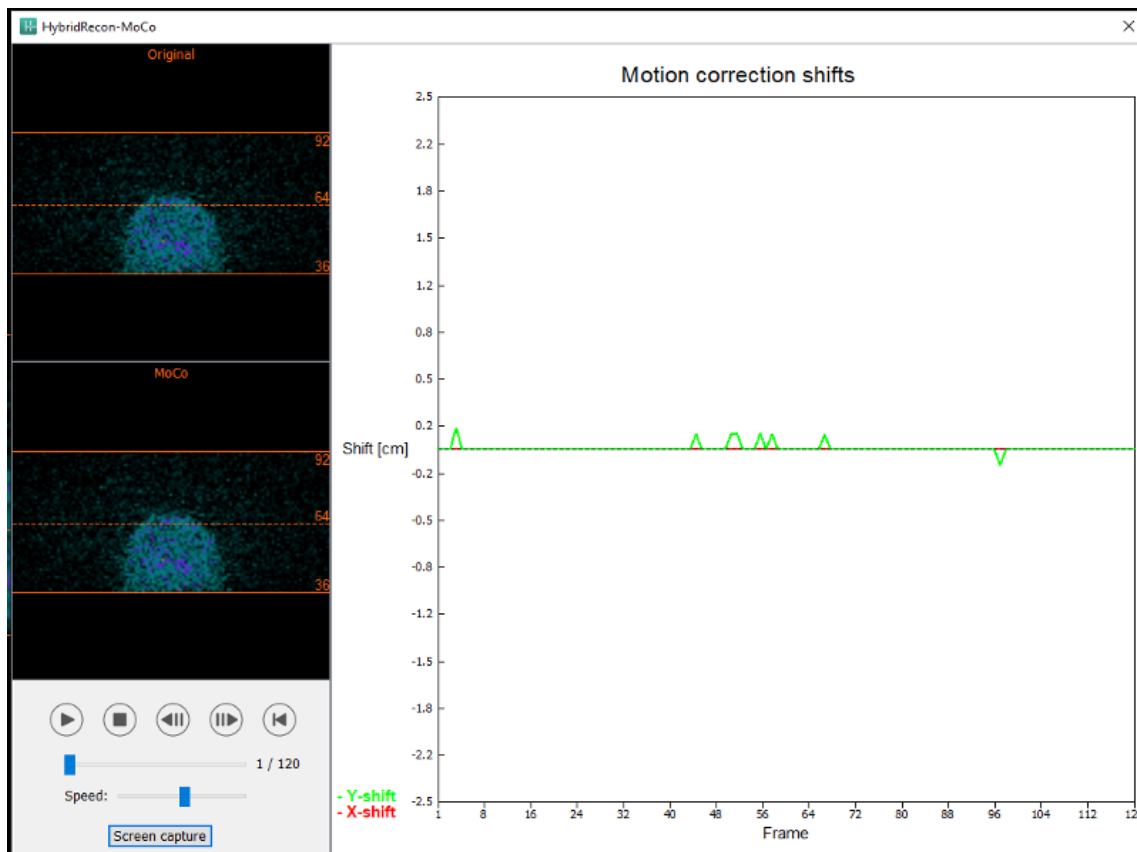 HybridRecon-MoCo
Original
92
64
36
MoCo
92
64
36
1 / 120
Speed:
Screen capture
Motion correction shifts
2.5
2.2
1.8
1.5
1.2
0.8
0.5
0.2
Shift [cm]
-0.2
-0.5
-0.8
-1.2
-1.5
-1.8
-2.2
-2.5
- Y-shift
- X-shift
1 8 16 24 32 40 48 56 64 72 80 88 96 104 112 12
Frame